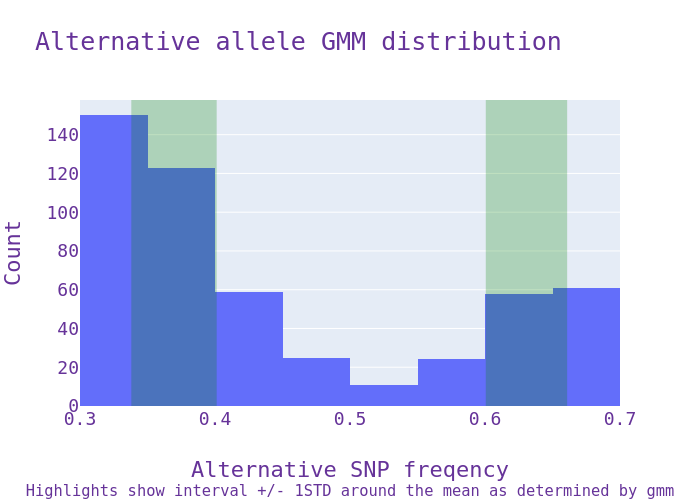 Alternative allele GMM distribution
140
120
100
80
60
40
20
0
Count
0.3 0.4 0.5 0.6 0.7
Alternative SNP freqency
Highlights show interval +/- 1STD around the mean as determined by gmm